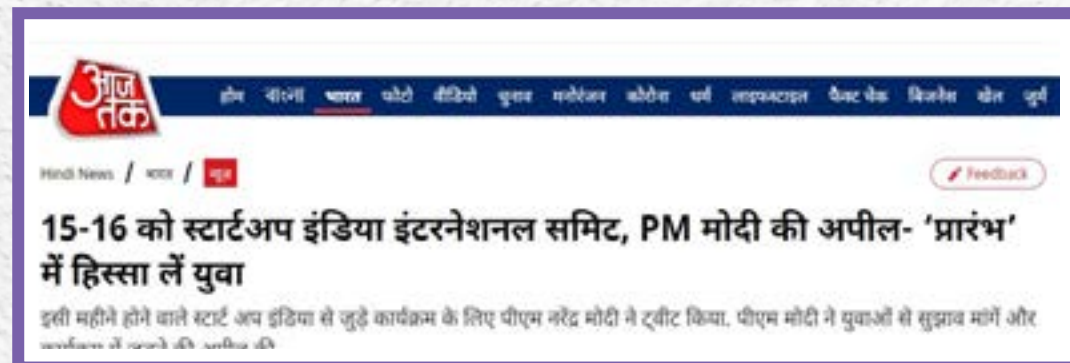 आज
तक
होम বাংলা भारत फोटो वीडियो चुनाव मनोरंजन कोरोना धर्म लाइफस्टाइल फैक्ट चेक बिजनेस खेल जुर्म
Hindi News / भारत / न्यूज़
Feedback
15-16 को स्टार्टअप इंडिया इंटरनेशनल समिट, PM मोदी की अपील- ‘प्रारंभ’
में हिस्सा लें युवा
इसी महीने होने वाले स्टार्ट अप इंडिया से जुड़े कार्यक्रम के लिए पीएम नरेंद्र मोदी ने ट्वीट किया. पीएम मोदी ने युवाओं से सुझाव मांगें और